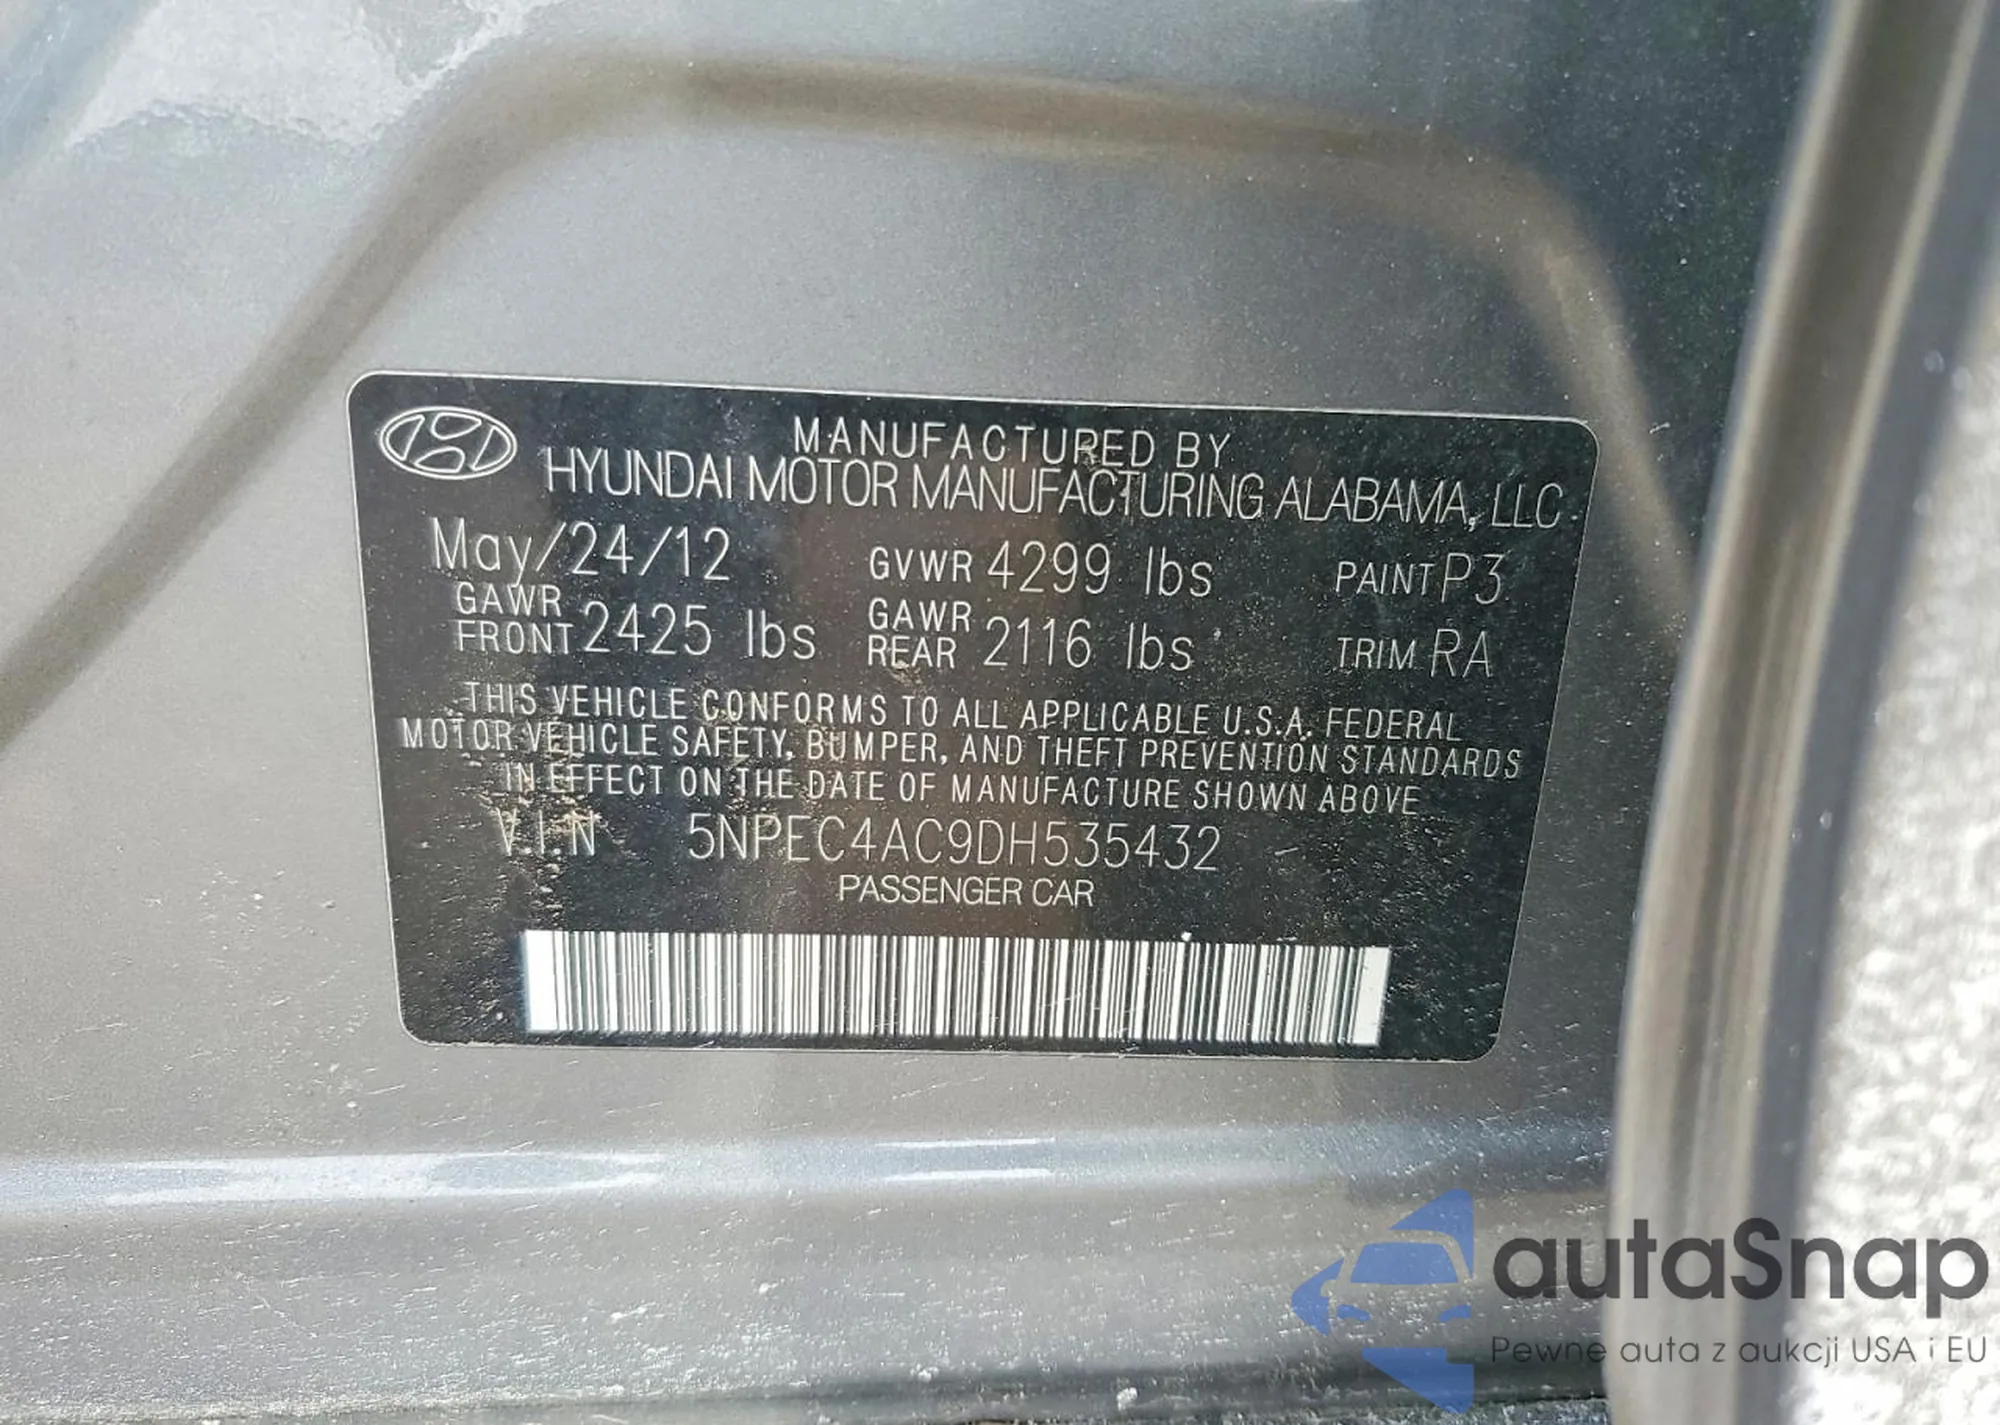 MANUFACTURED BY
HYUNDAI MOTOR MANUFACTURING ALABAMA, LLC
May/24/12 GVWR 4299 lbs PAINT P3
GAWR FRONT 2425 lbs GAWR REAR 2116 lbs TRIM RA
THIS VEHICLE CONFORMS TO ALL APPLICABLE U.S.A. FEDERAL
MOTOR VEHICLE SAFETY, BUMPER, AND THEFT PREVENTION STANDARDS
IN EFFECT ON THE DATE OF MANUFACTURE SHOWN ABOVE
V.I.N 5NPEC4AC9DH535432
PASSENGER CAR
autaSnap
Pewne auta z aukcji USA i EU